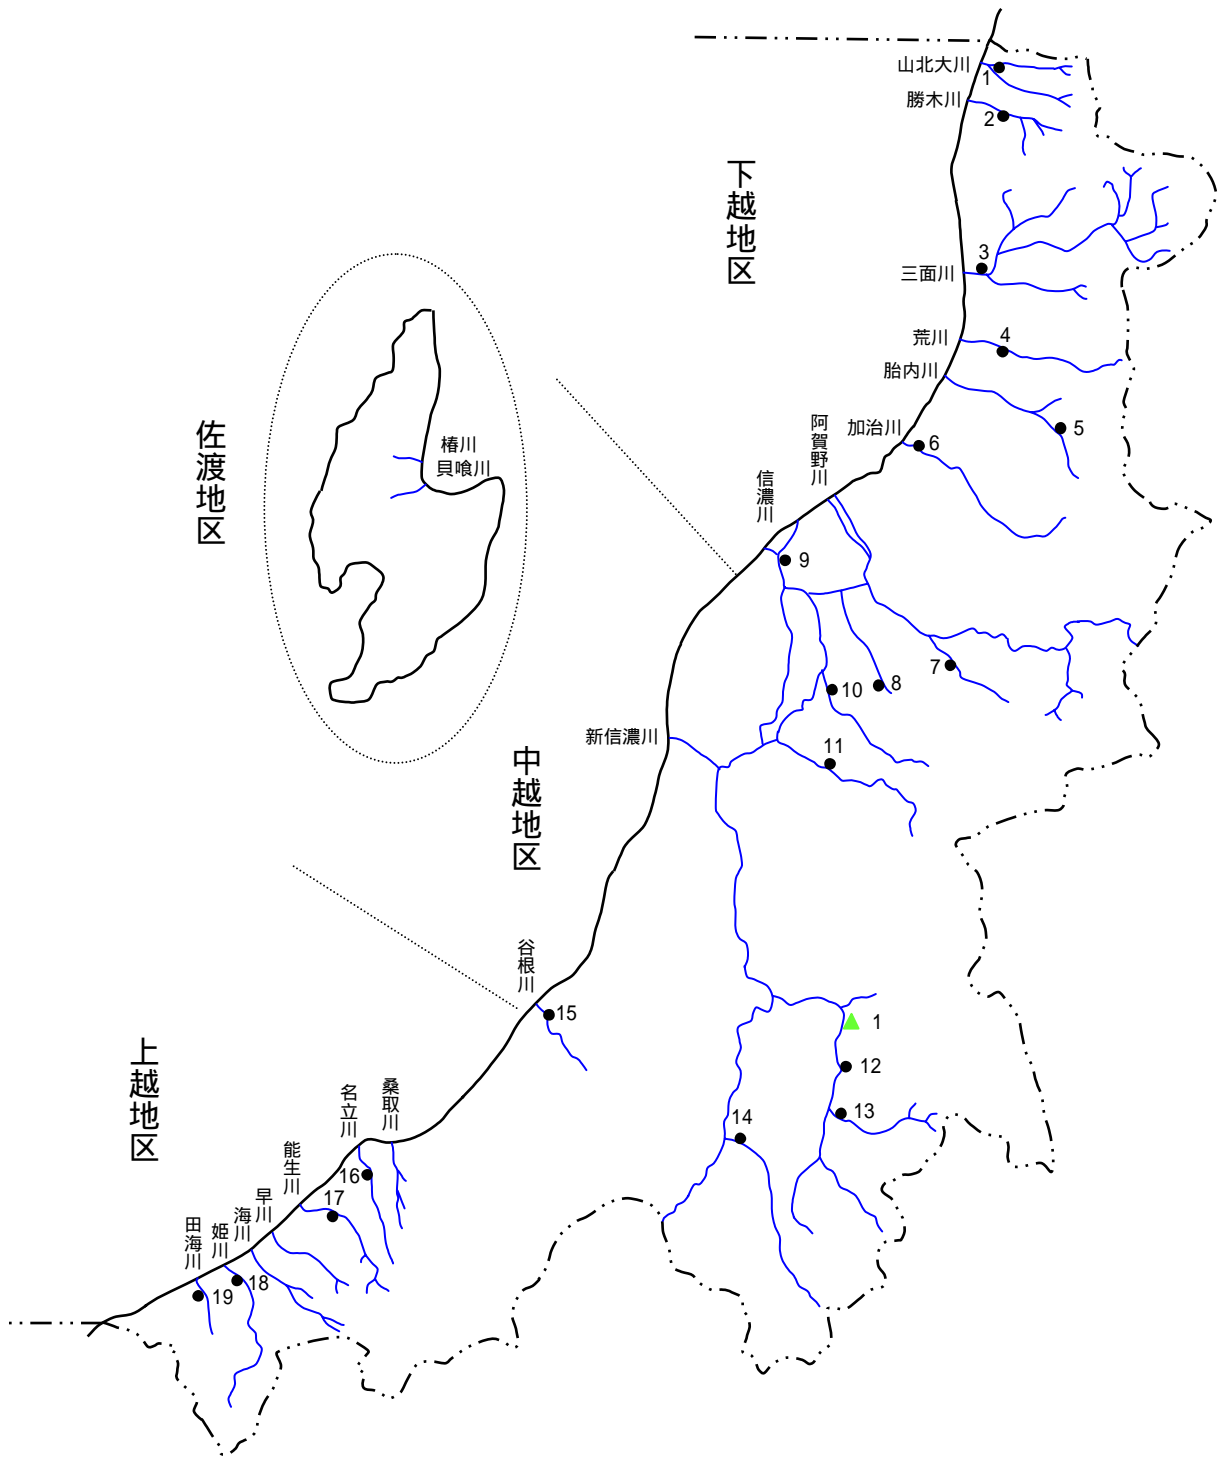 山北大川
1
勝木川
2
下越地区
3
三面川
荒川
4
胎内川
阿賀野川
加治川
6
5
佐渡地区
椿川
貝喰川
信濃川
9
7
10
8
新信濃川
11
中越地区
谷根川
15
1
12
13
14
上越地区
桑取川
名立川
能生川
16
17
早川
海川
姫川
田海川
18
19